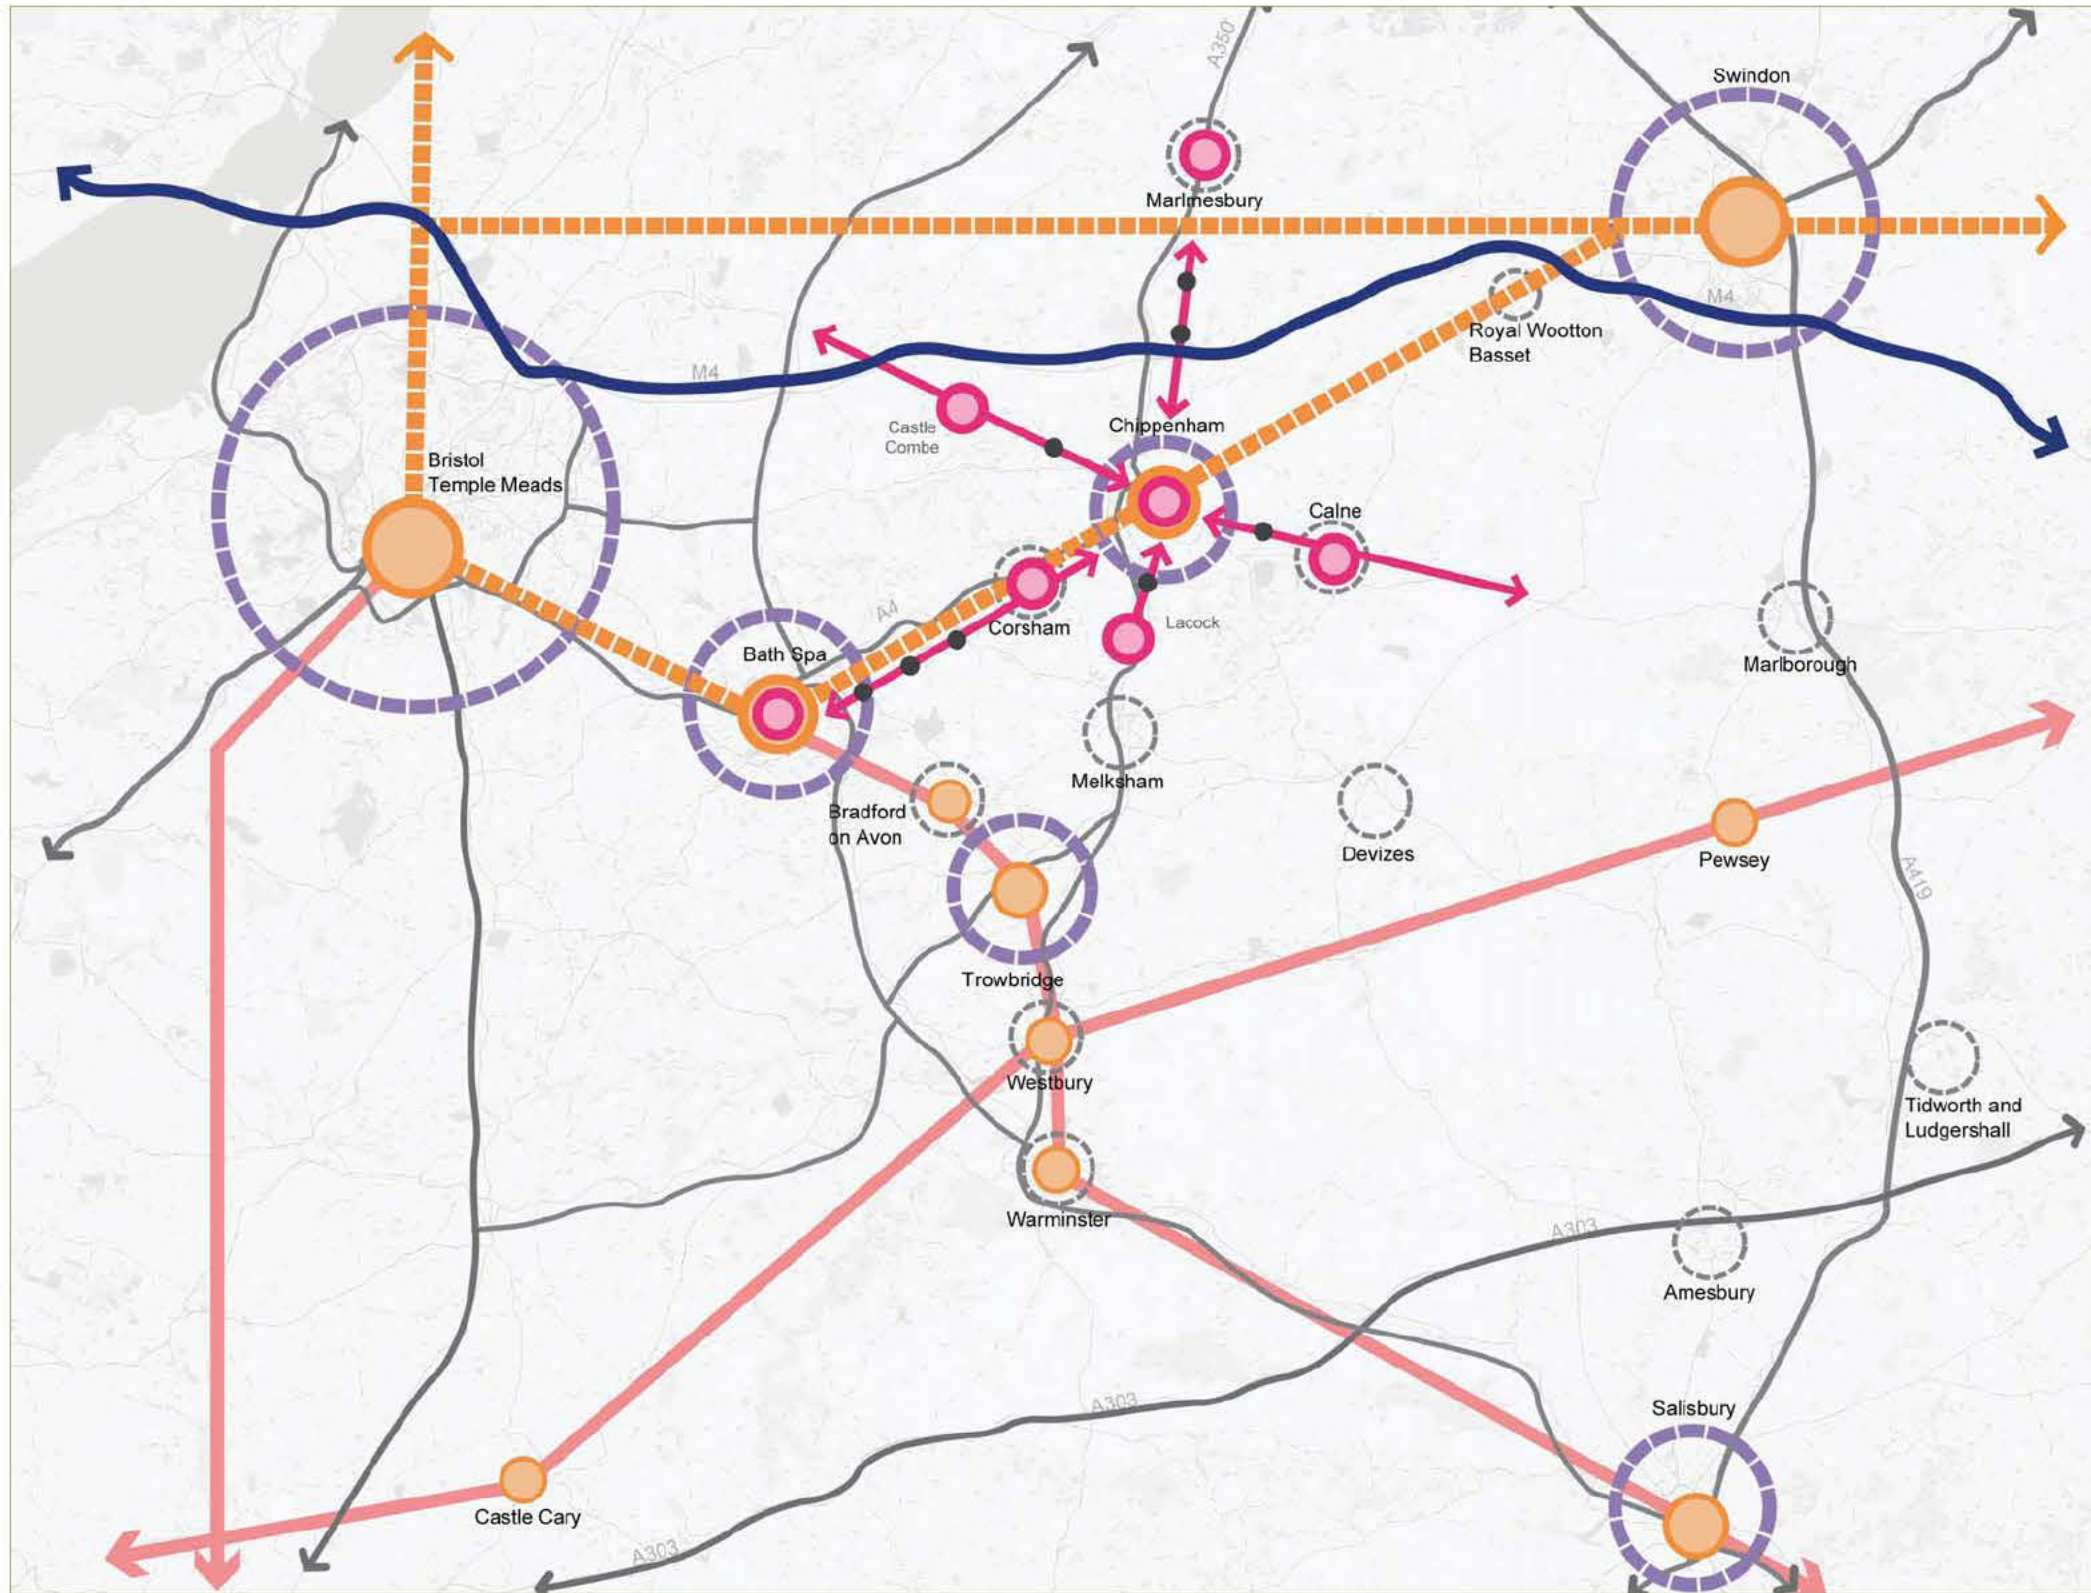 A350
Swindon
Marlmesbury
M4
Royal Wootton
Basset
M4
Castle
Combe
Chippenham
Bristol
Temple Meads
Calne
A4
Corsham
Lacock
Bath Spa
Marlborough
Melksham
Bradford
on Avon
Devizes
Pewsey
A419
Trowbridge
Westbury
Tidworth and
Ludgershall
Warminster
A303
Amesbury
A303
Salisbury
Castle Cary
A303